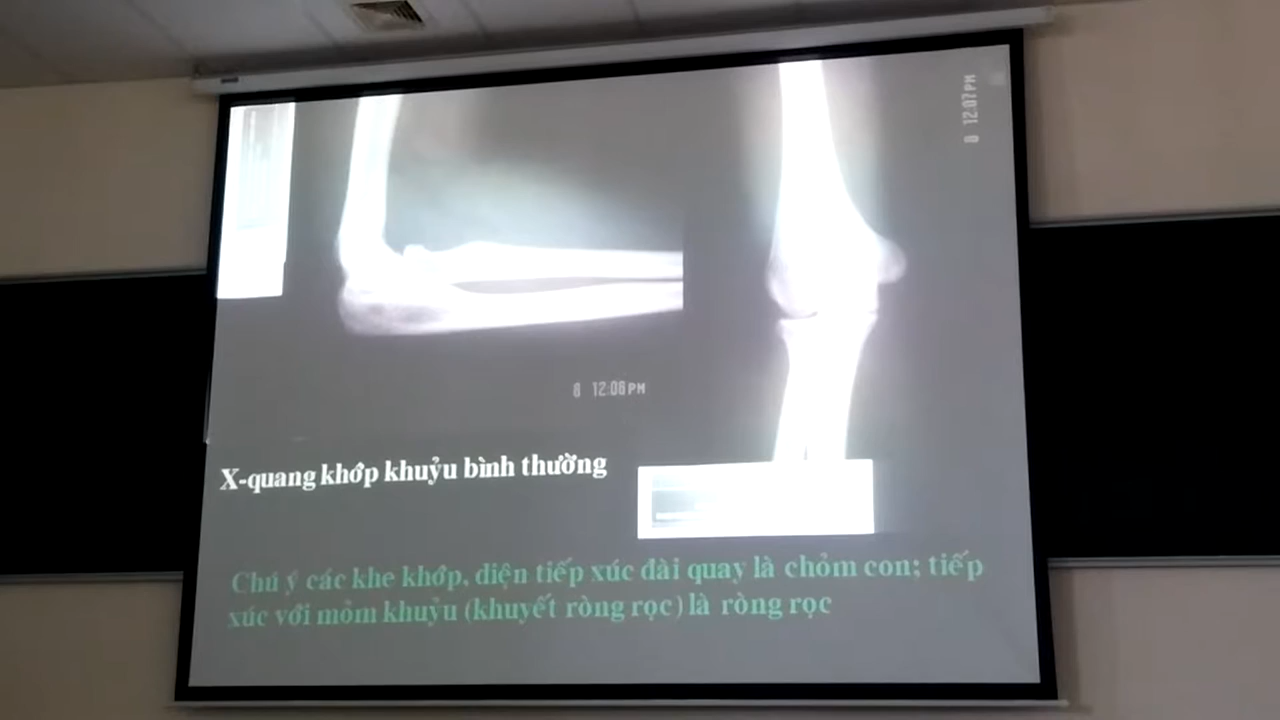 8 12:07PM
8 12:06PM
X-quang khớp khuỷu bình thường
Chú ý các khe khớp, diện tiếp xúc đài quay là chỏm con; tiếp
xúc với mỏm khuỷu (khuyết ròng rọc) là ròng rọc